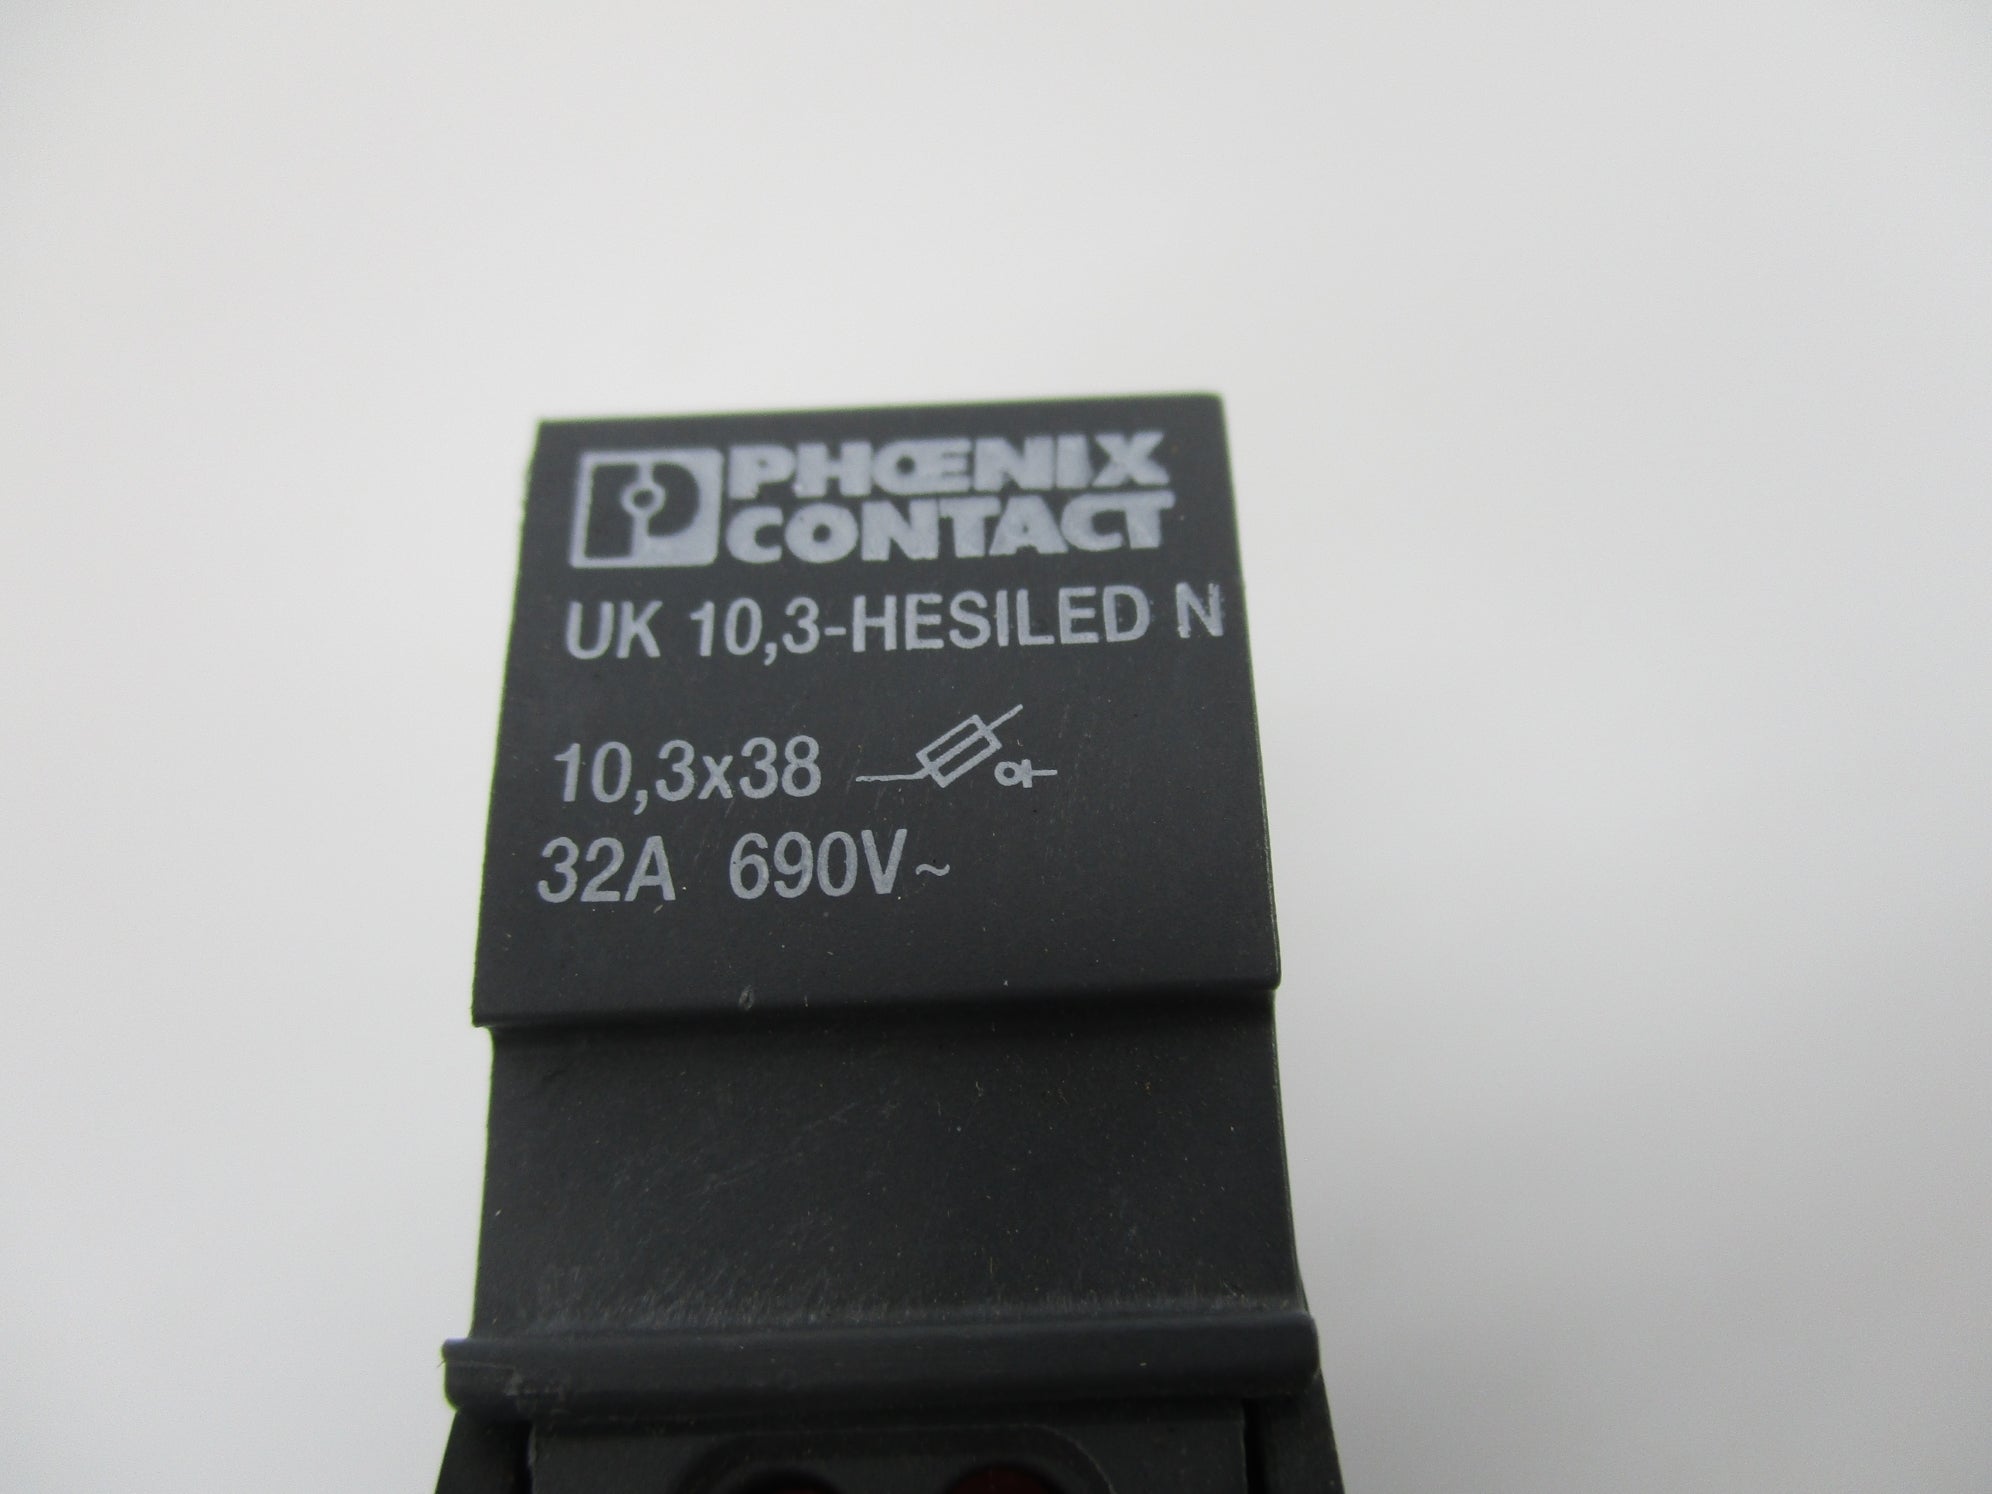 PHŒNIX
CONTACT
UK 10,3-HESILED N
10,3x38
32A 690V~